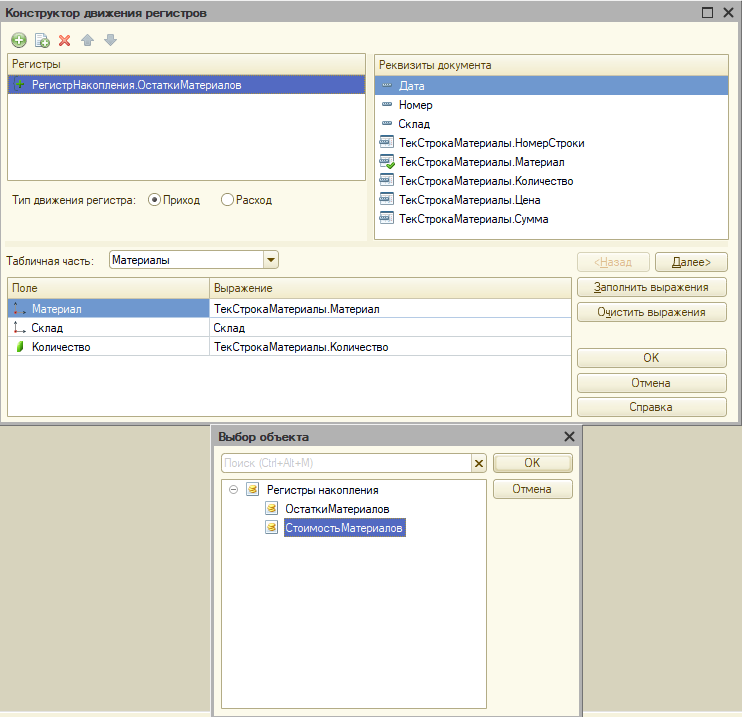 Конструктор движения регистров
Регистры
РегистрНакопления.ОстаткиМатериалов
Тип движения регистра: Приход Расход
Реквизиты документа
Дата
Номер
Склад
ТекСтрокаМатериалы.НомерСтроки
ТекСтрокаМатериалы.Материал
ТекСтрокаМатериалы.Количество
ТекСтрокаМатериалы.Цена
ТекСтрокаМатериалы.Сумма
Табличная часть: Материалы
<Назад Далее>
Поле Выражение
Материал ТекСтрокаМатериалы.Материал
Склад Склад
Количество ТекСтрокаМатериалы.Количество
Заполнить выражения
Очистить выражения
OK
Отмена
Справка
Выбор объекта
Поиск (Ctrl+Alt+M)
OK
Отмена
Регистры накопления
ОстаткиМатериалов
СтоимостьМатериалов